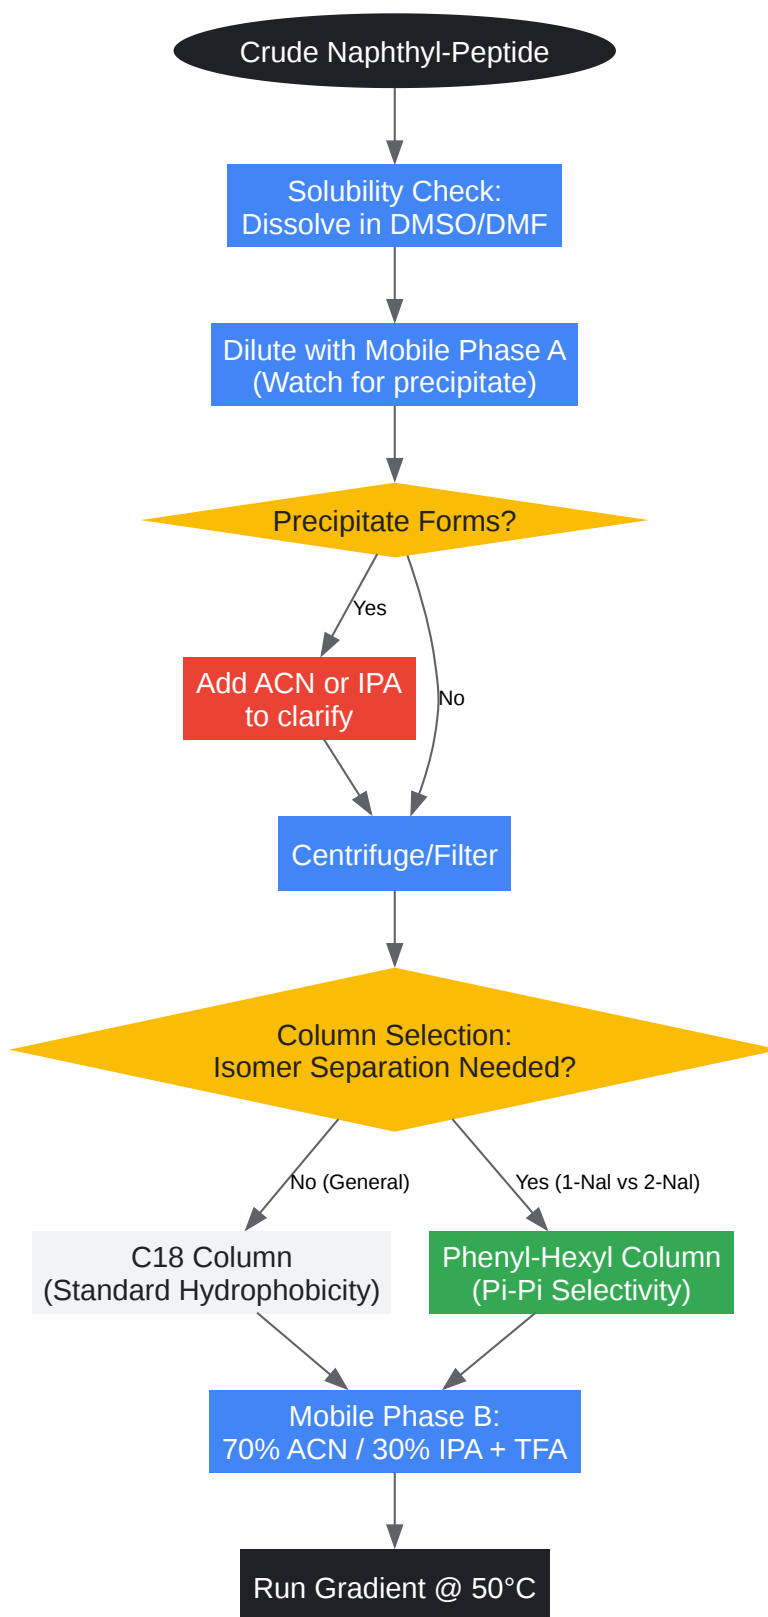 Crude Naphthyl-Peptide
Solubility Check:
Dissolve in DMSO/DMF
Dilute with Mobile Phase A
(Watch for precipitate)
Precipitate Forms?
Yes
Add ACN or IPA
to clarify
No
Centrifuge/Filter
Column Selection:
Isomer Separation Needed?
No (General)
Yes (1-Nal vs 2-Nal)
C18 Column
(Standard Hydrophobicity)
Phenyl-Hexyl Column
(Pi-Pi Selectivity)
Mobile Phase B:
70% ACN / 30% IPA + TFA
Run Gradient @ 50°C